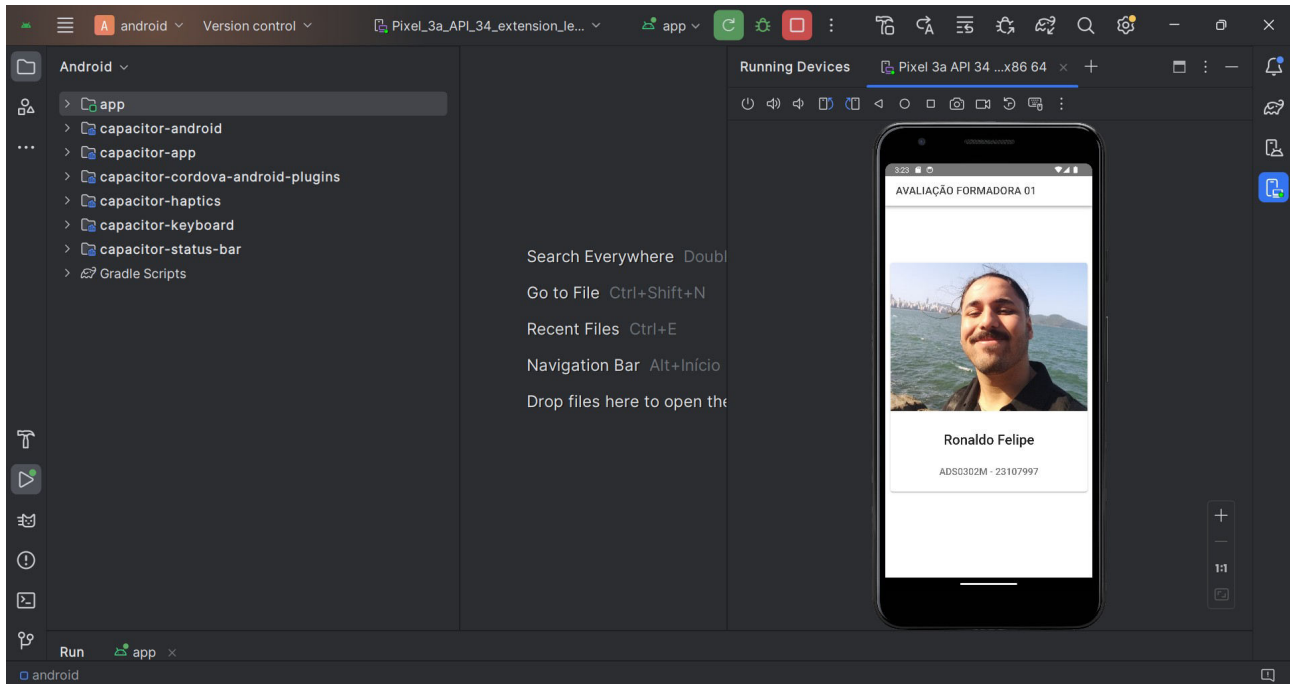 A android Version control Pixel_3a_API_34_extension_le... app
Android
app
capacitor-android
capacitor-app
capacitor-cordova-android-plugins
capacitor-haptics
capacitor-keyboard
capacitor-status-bar
Gradle Scripts
Search Everywhere Doubl
Go to File Ctrl+Shift+N
Recent Files Ctrl+E
Navigation Bar Alt+Início
Drop files here to open the
Running Devices Pixel 3a API 34 ...x86 64
3:23
AVALIAÇÃO FORMADORA 01
Ronaldo Felipe
ADS0302M - 23107997
1:1
Run app
android